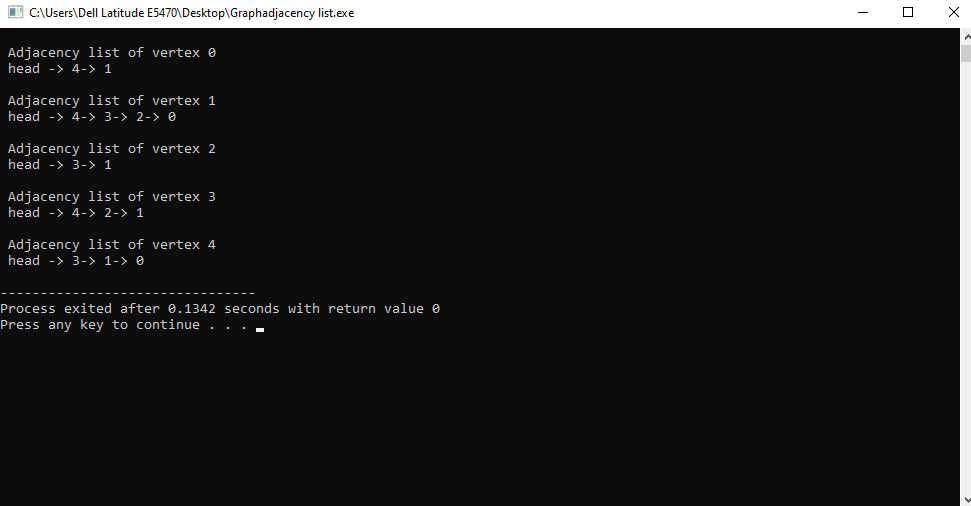 C:\Users\Dell Latitude E5470\Desktop\Graphadjacency list.exe
Adjacency list of vertex 0
head -> 4-> 1
Adjacency list of vertex 1
head -> 4-> 3-> 2-> 0
Adjacency list of vertex 2
head -> 3-> 1
Adjacency list of vertex 3
head -> 4-> 2-> 1
Adjacency list of vertex 4
head -> 3-> 1-> 0
--------------------------------
Process exited after 0.1342 seconds with return value 0
Press any key to continue . . .